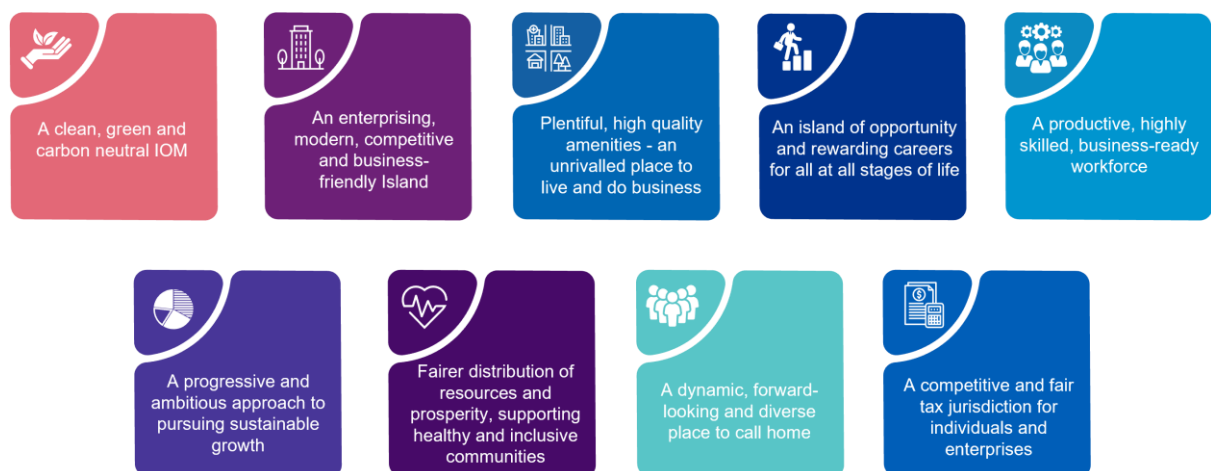 A clean, green and
carbon neutral IOM
An enterprising,
modern, competitive
and business-
friendly Island
Plentiful, high quality
amenities - an
unrivalled place to
live and do business
An island of opportunity
and rewarding careers
for all at all stages of life
A productive, highly
skilled, business-ready
workforce
A progressive and
ambitious approach to
pursuing sustainable
growth
Fairer distribution of
resources and
prosperity, supporting
healthy and inclusive
communities
A dynamic, forward-
looking and diverse
place to call home
A competitive and fair
tax jurisdiction for
individuals and
enterprises